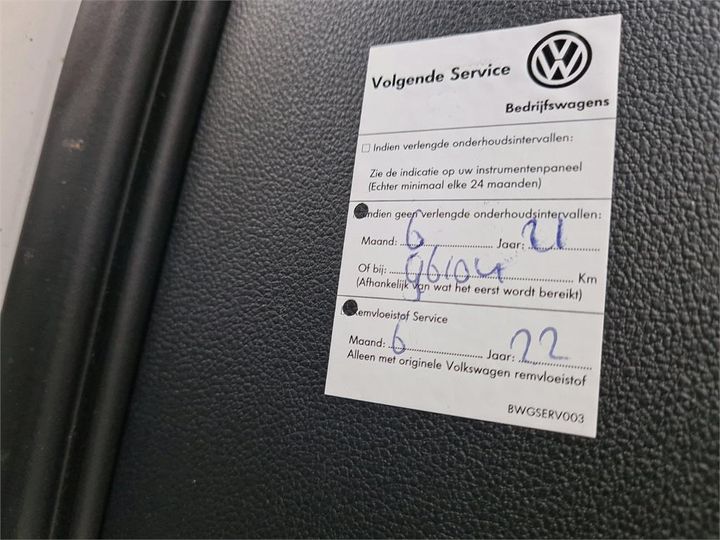 Volgende Service
Bedrijfswagens
Indien verlengde onderhoudsintervallen:
Zie de indicatie op uw instrumentenpaneel
(Echter minimaal elke 24 maanden)
Indien geen verlengde onderhoudsintervallen:
Maand: 6 Jaar: 21
Of bij: 96104 Km
(Afhankelijk van wat het eerst wordt bereikt)
Remvloeistof Service
Maand: 6 Jaar: 22
Alleen met originele Volkswagen remvloeistof
BWGSERV003